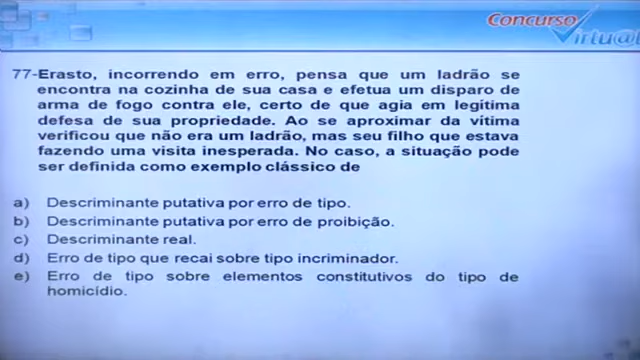 Concurso
Virtual
77-Erasto, incorrendo em erro, pensa que um ladrão se
encontra na cozinha de sua casa e efetua um disparo de
arma de fogo contra ele, certo de que agia em legítima
defesa de sua propriedade. Ao se aproximar da vítima
verificou que não era um ladrão, mas seu filho que estava
fazendo uma visita inesperada. No caso, a situação pode
ser definida como exemplo clássico de
a) Descriminante putativa por erro de tipo.
b) Descriminante putativa por erro de proibição.
c) Descriminante real.
d) Erro de tipo que recai sobre tipo incriminador.
e) Erro de tipo sobre elementos constitutivos do tipo de
homicídio.